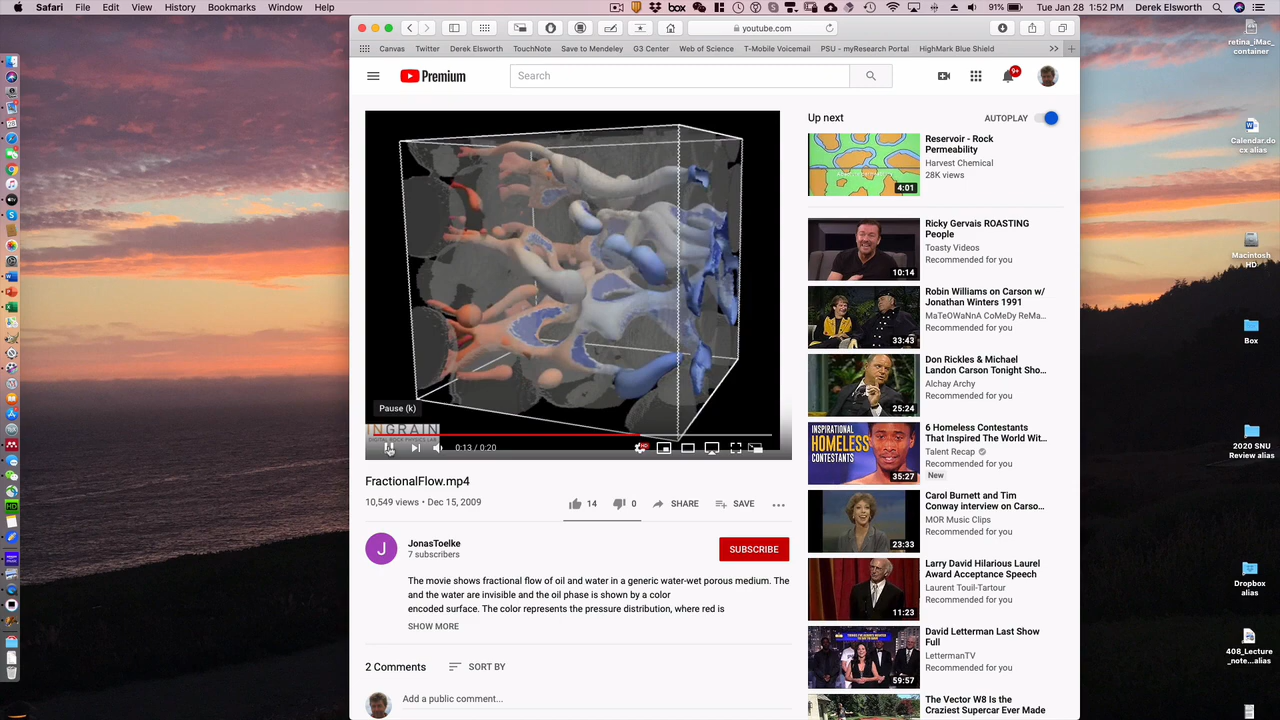 Safari File Edit View History Bookmarks Window Help
box
91%
Tue Jan 28 1:52 PM Derek Elsworth
youtube.com
Canvas Twitter Derek Elsworth TouchNote Save to Mendeley G3 Center Web of Science T-Mobile Voicemail PSU - myResearch Portal HighMark Blue Shield >>
Premium
Search
9+
Pause (k)
INGRAIN
DIGITAL ROCK PHYSICS LAB
0:13 / 0:20
FractionalFlow.mp4
10,549 views • Dec 15, 2009
14
0
SHARE
SAVE
J
JonasToelke
7 subscribers
SUBSCRIBE
The movie shows fractional flow of oil and water in a generic water-wet porous medium. The
and the water are invisible and the oil phase is shown by a color
encoded surface. The color represents the pressure distribution, where red is
SHOW MORE
2 Comments
SORT BY
Add a public comment...
Up next
AUTOPLAY
4:01
Reservoir - Rock
Permeability
Harvest Chemical
28K views
10:14
Ricky Gervais ROASTING
People
Toasty Videos
Recommended for you
33:43
Robin Williams on Carson w/
Jonathan Winters 1991
MaTeOWaNnA CoMeDy ReMa...
Recommended for you
25:24
Don Rickles & Michael
Landon Carson Tonight Sho...
Alchay Archy
Recommended for you
INSPIRATIONAL
HOMELESS
CONTESTANTS
35:27
6 Homeless Contestants
That Inspired The World Wit...
Talent Recap
Recommended for you
New
23:33
Carol Burnett and Tim
Conway interview on Carso...
MOR Music Clips
Recommended for you
11:23
Larry David Hilarious Laurel
Award Acceptance Speech
Laurent Touil-Tartour
Recommended for you
59:57
David Letterman Last Show
Full
LettermanTV
Recommended for you
The Vector W8 Is the
Craziest Supercar Ever Made
retina_iMac_
container
Calendar.do
cx alias
Macintosh
HD
Box
2020 SNU
Review alias
Dropbox
alias
408_Lecture
_note...alias